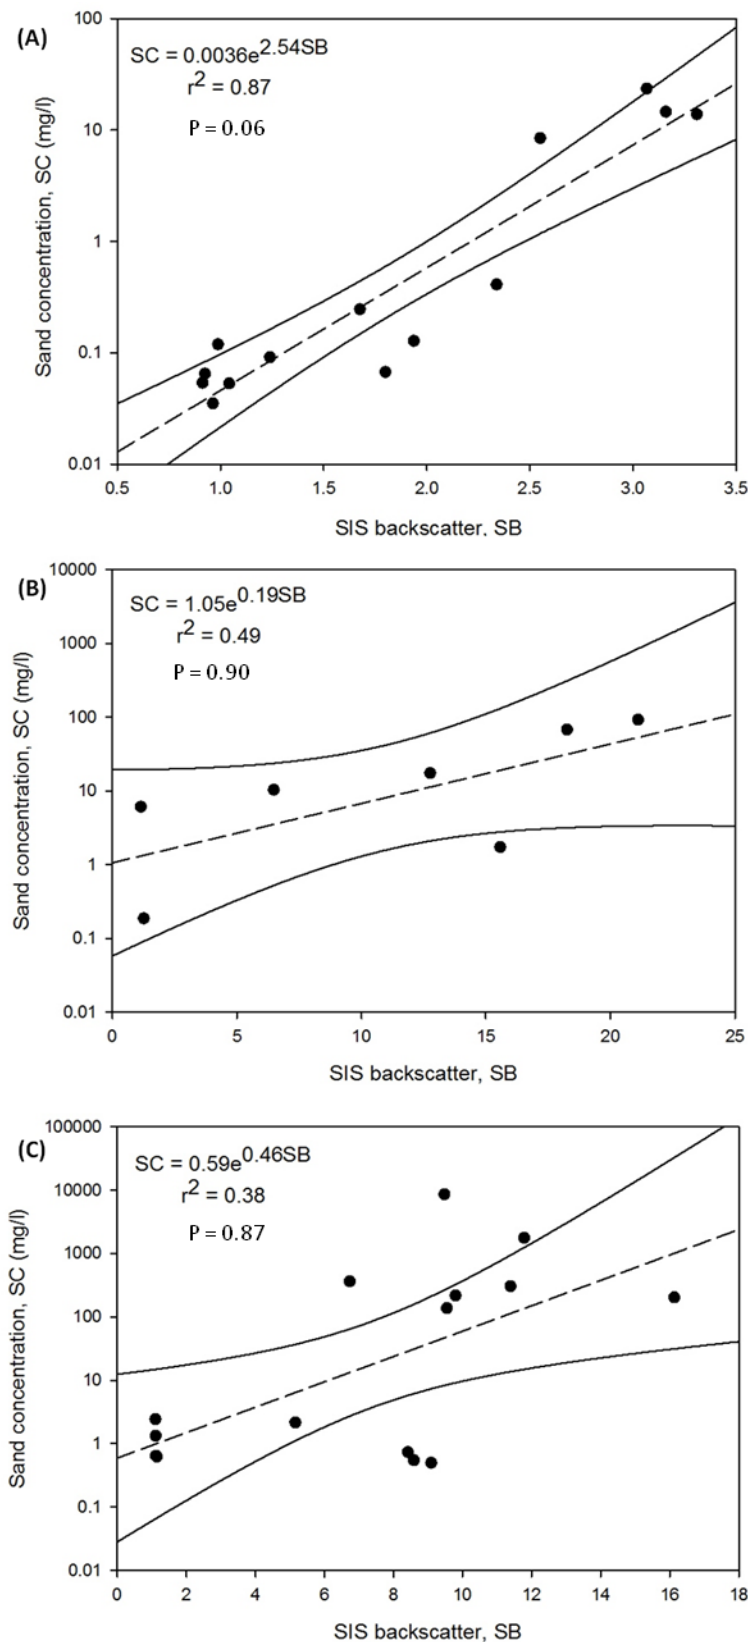 (A)
SC = 0.0036e^2.54SB
r^2 = 0.87
P = 0.06
100
10
1
0.1
0.01
Sand concentration, SC (mg/l)
0.5 1.0 1.5 2.0 2.5 3.0 3.5
SIS backscatter, SB
(B)
SC = 1.05e^0.19SB
r^2 = 0.49
P = 0.90
10000
1000
100
10
1
0.1
0.01
Sand concentration, SC (mg/l)
0 5 10 15 20 25
SIS backscatter, SB
(C)
SC = 0.59e^0.46SB
r^2 = 0.38
P = 0.87
100000
10000
1000
100
10
1
0.1
0.01
Sand concentration, SC (mg/l)
0 2 4 6 8 10 12 14 16 18
SIS backscatter, SB